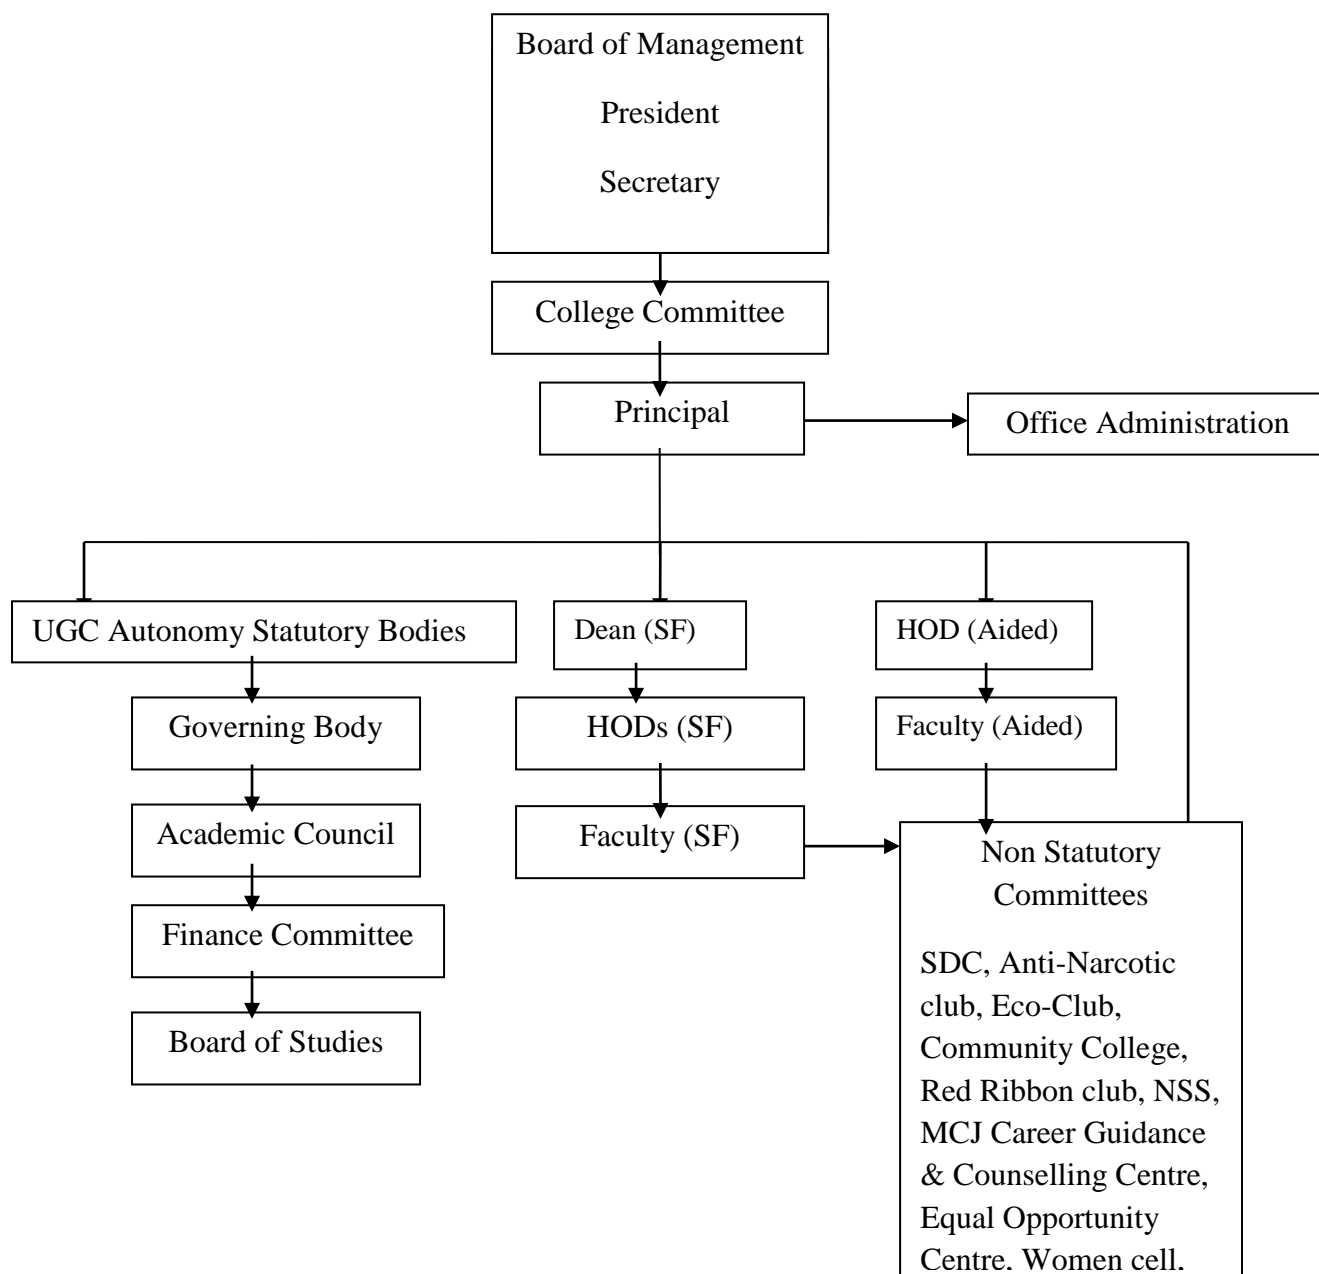 Board of Management
President
Secretary
College Committee
Principal
Office Administration
UGC Autonomy Statutory Bodies
Dean (SF)
HOD (Aided)
Governing Body
HODs (SF)
Faculty (Aided)
Academic Council
Faculty (SF)
Non Statutory
Committees
Finance Committee
Board of Studies
SDC, Anti-Narcotic
club, Eco-Club,
Community College,
Red Ribbon club, NSS,
MCJ Career Guidance
& Counselling Centre,
Equal Opportunity
Centre, Women cell,